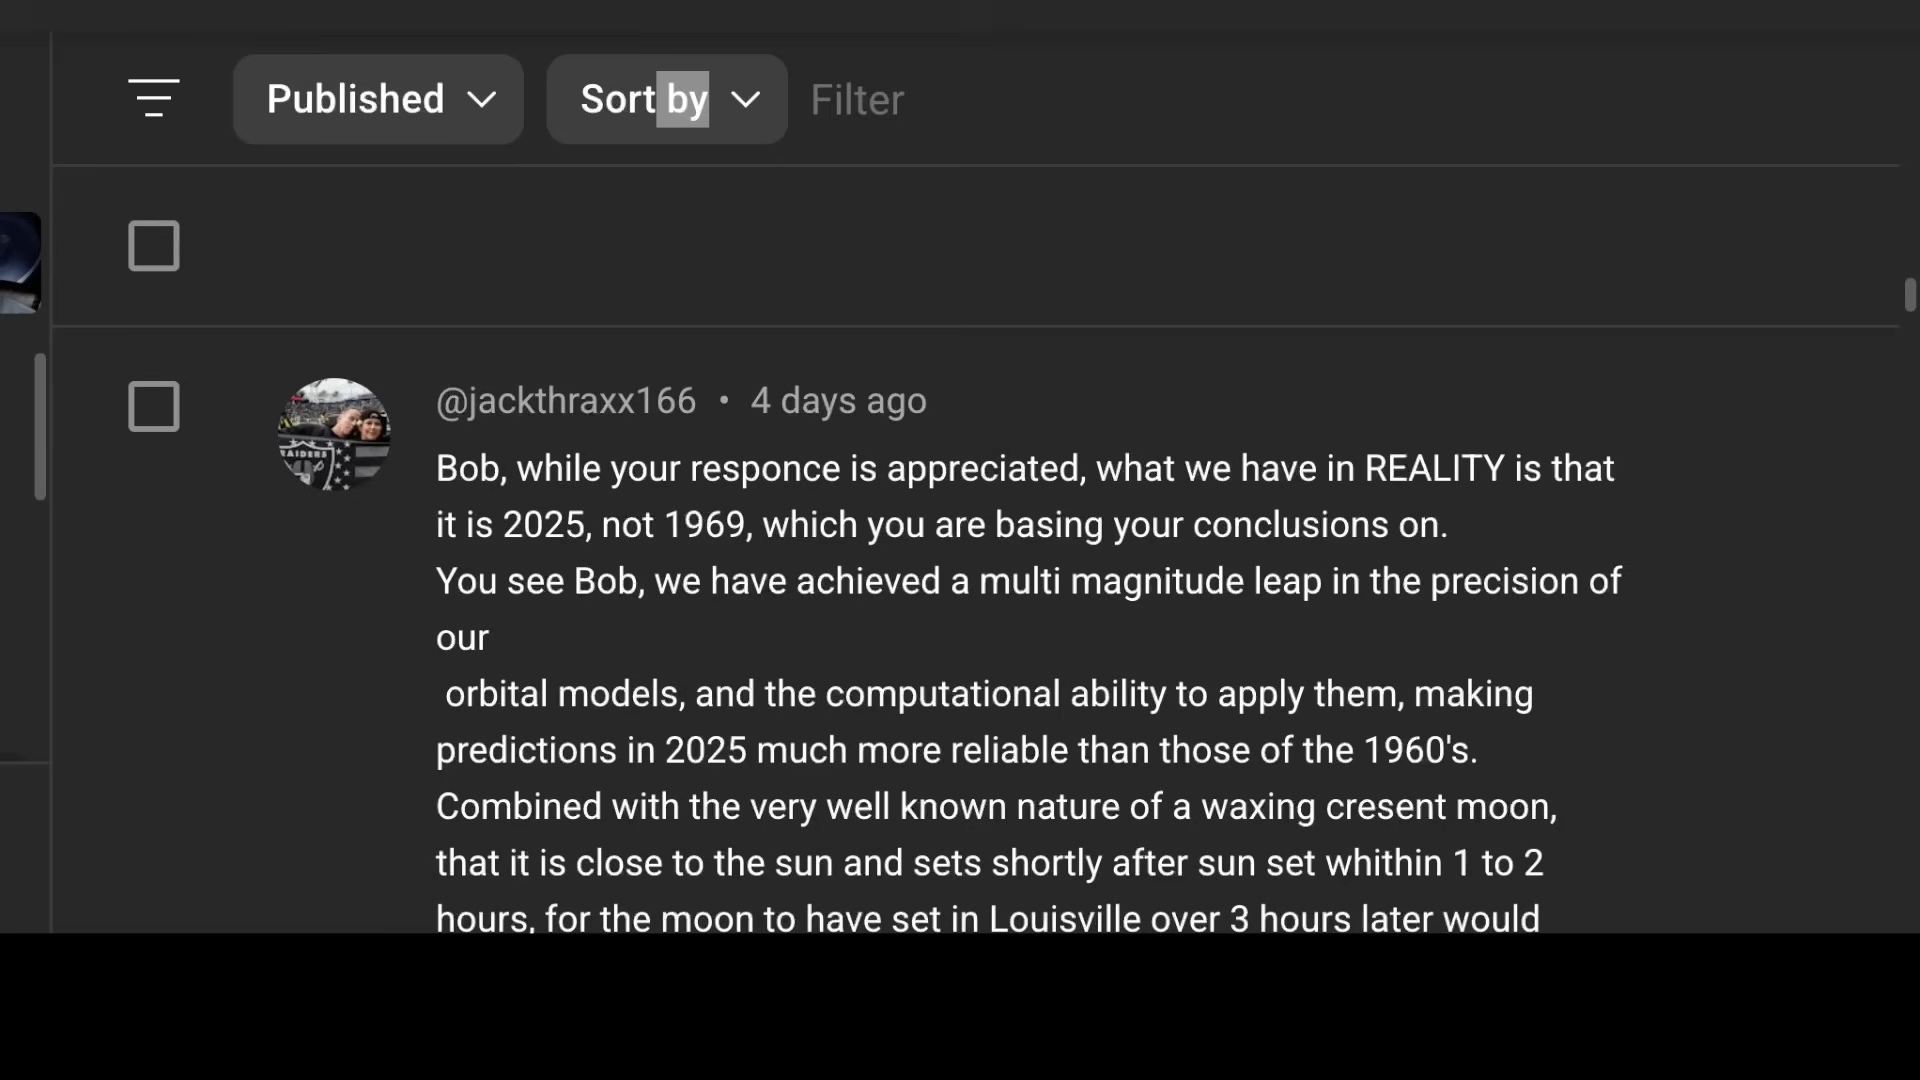 Published
Sort by
Filter
@jackthraxx166 • 4 days ago
RAIDERS
Bob, while your responce is appreciated, what we have in REALITY is that
it is 2025, not 1969, which you are basing your conclusions on.
You see Bob, we have achieved a multi magnitude leap in the precision of
our
orbital models, and the computational ability to apply them, making
predictions in 2025 much more reliable than those of the 1960's.
Combined with the very well known nature of a waxing cresent moon,
that it is close to the sun and sets shortly after sun set whithin 1 to 2
hours, for the moon to have set in Louisville over 3 hours later would